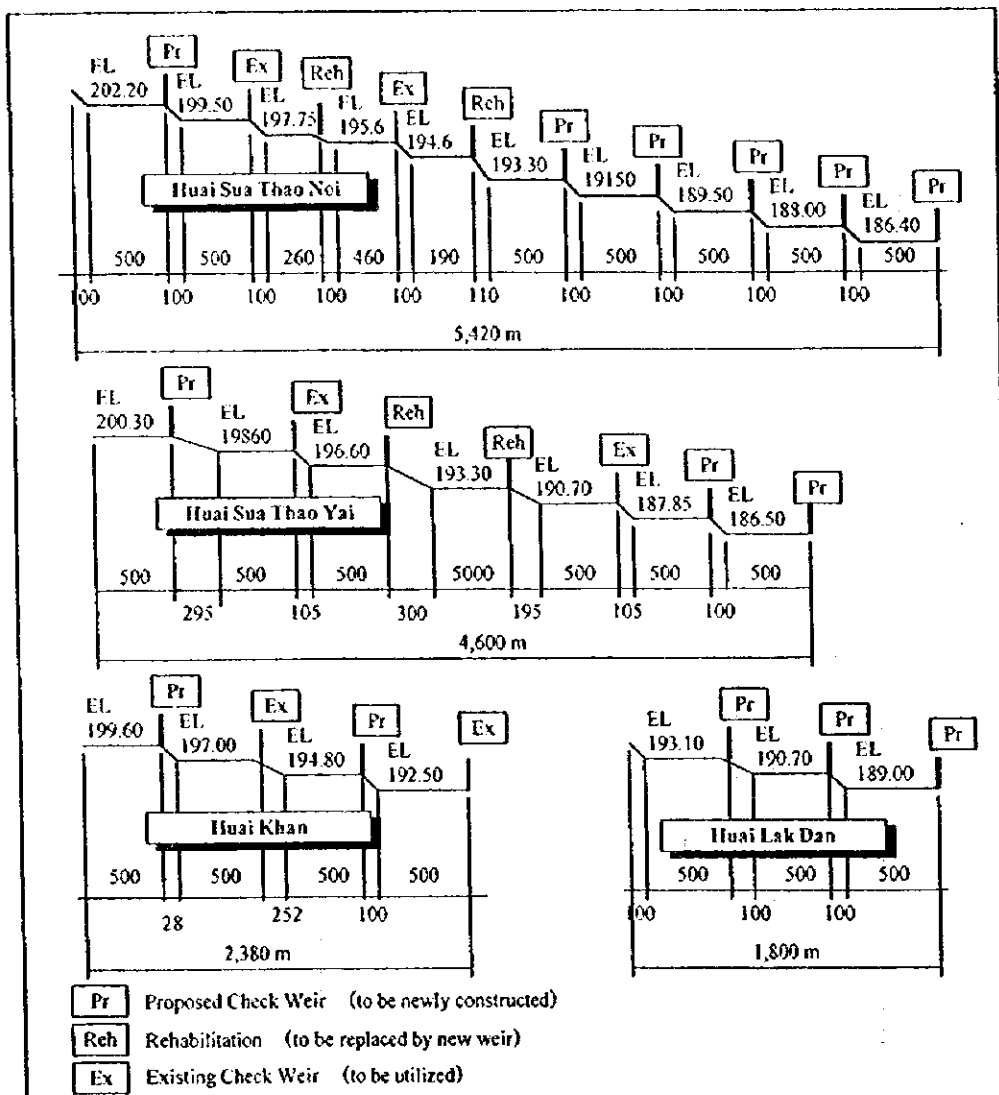 Pr
EL
202.20
EL
199.50
Ex
EL
197.75
Reh
EL
195.6
Ex
EL
194.6
Reh
EL
193.30
Pr
EL
19150
Pr
EL
189.50
Pr
EL
188.00
Pr
EL
186.40
Pr
Huai Sua Thao Noi
500 500 260 460 190 500 500 500 500 500
100 100 100 100 100 110 100 100 100 100
5,420 m
EL
200.30
Pr
EL
19860
Ex
EL
196.60
Reh
EL
193.30
Reh
EL
190.70
Ex
EL
187.85
Pr
EL
186.50
Pr
Huai Sua Thao Yai
500 500 500 5000 500 500 500
295 105 300 195 105 100
4,600 m
EL
199.60
Pr
EL
197.00
Ex
EL
194.80
Pr
EL
192.50
Ex
Huai Khan
500 500 500 500
28 252 100
2,380 m
EL
193.10
Pr
EL
190.70
Pr
EL
189.00
Pr
Huai Lak Dan
500 500 500
100 100 100
1,800 m
Pr Proposed Check Weir (to be newly constructed)
Reh Rehabilitation (to be replaced by new weir)
Ex Existing Check Weir (to be utilized)